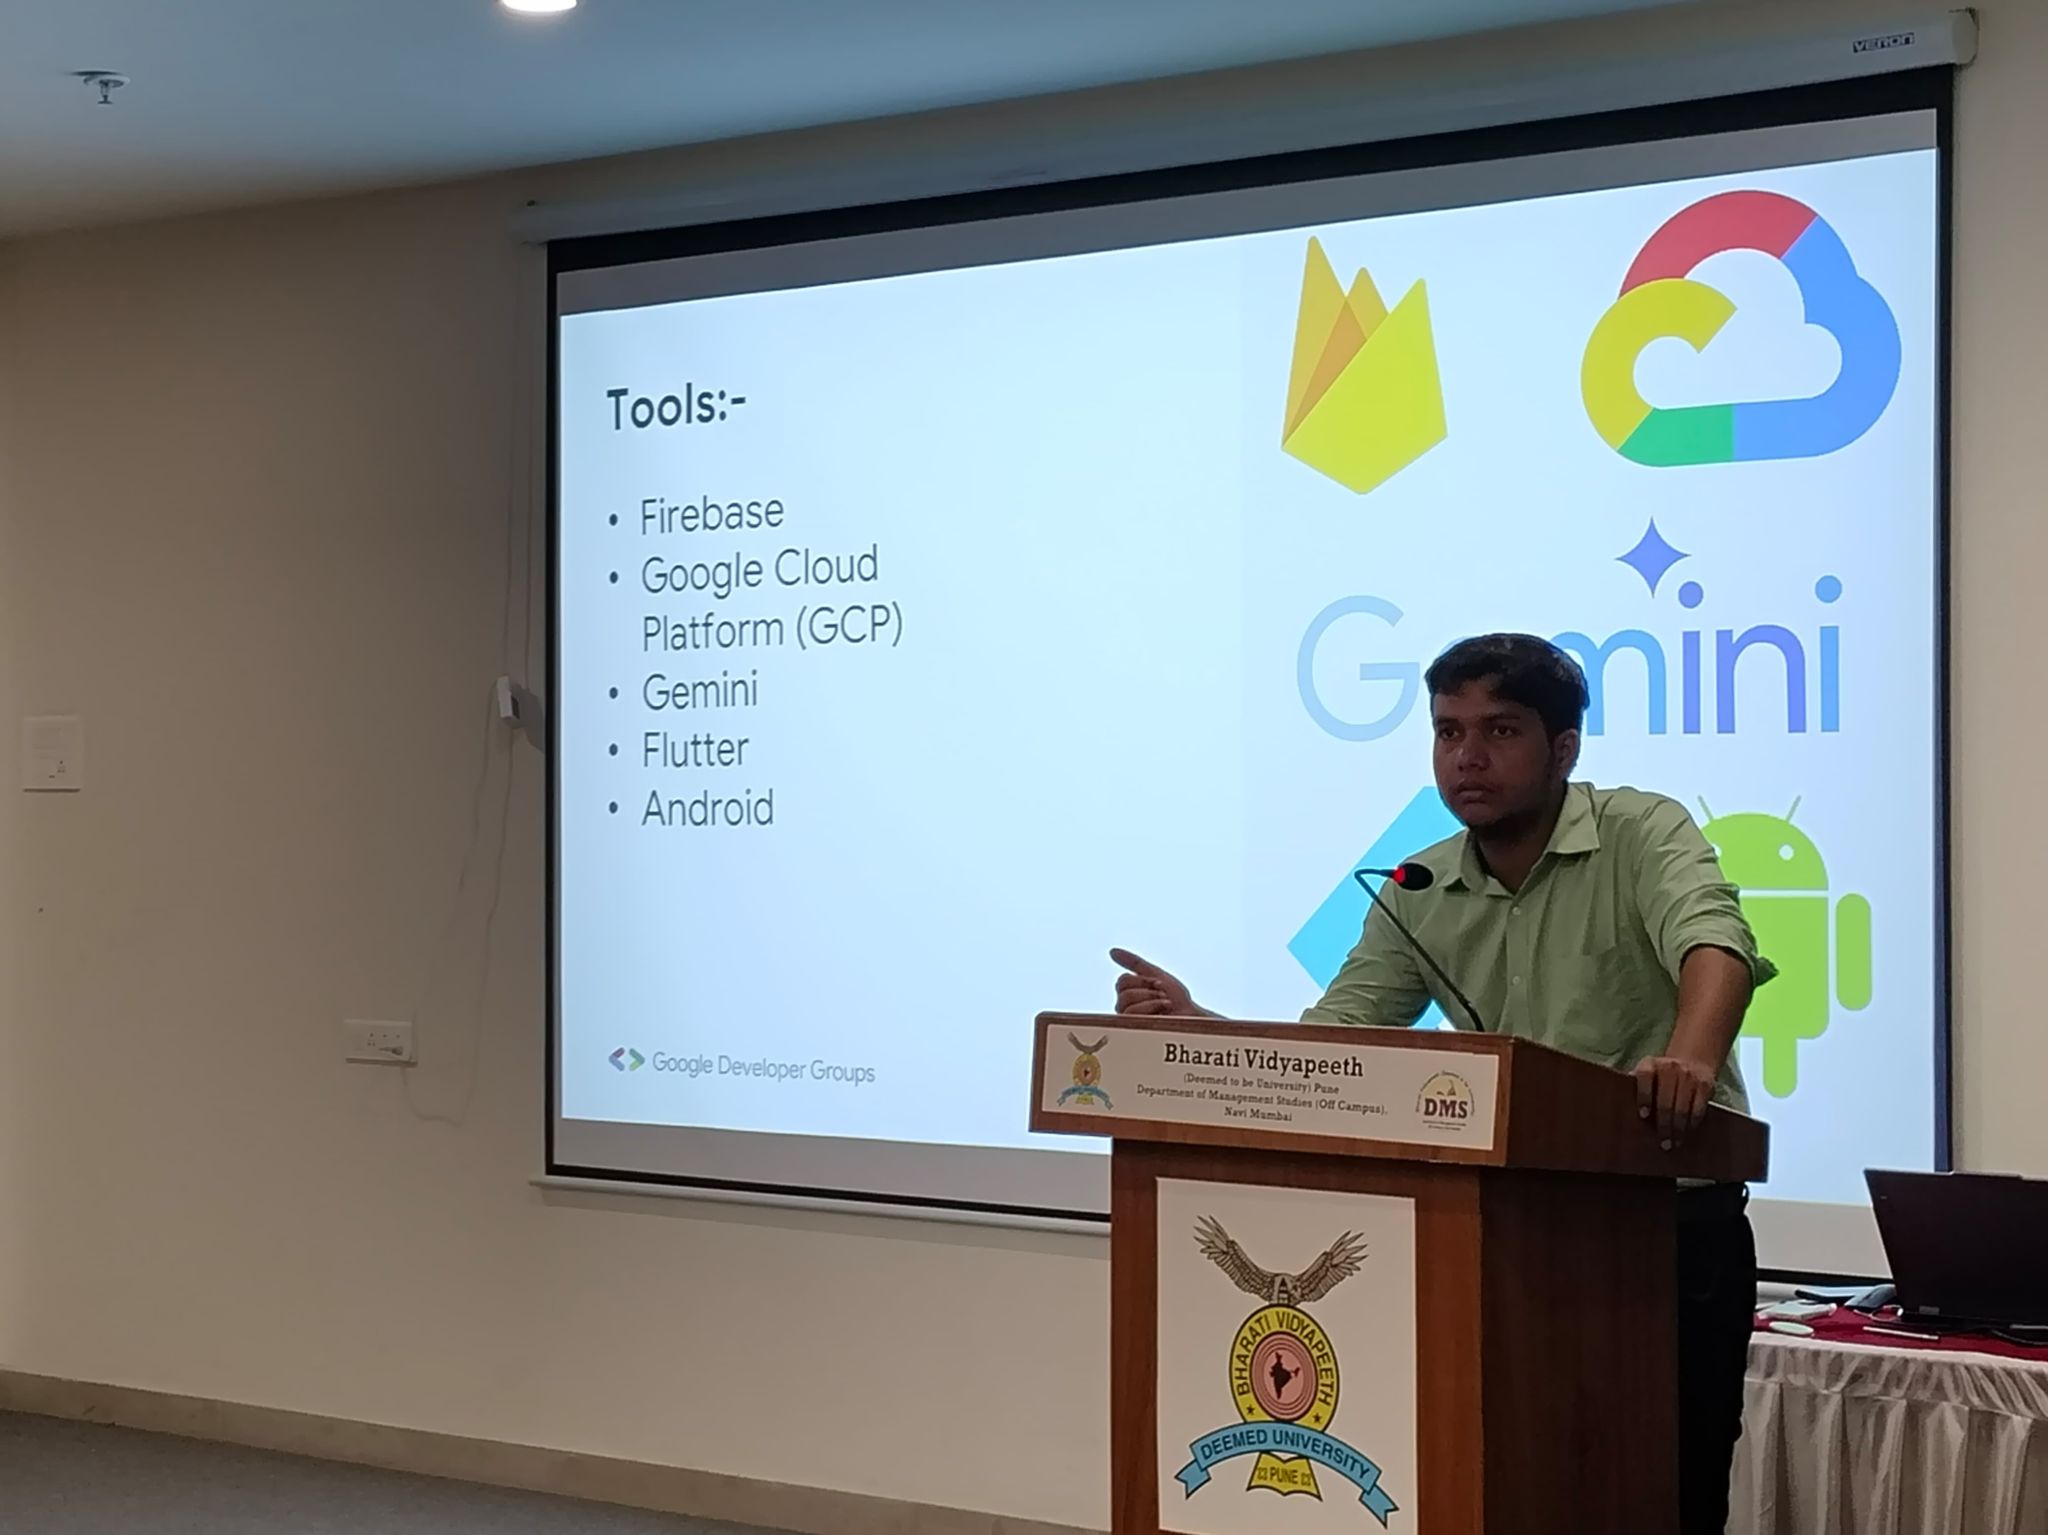 VERON
Tools:-
• Firebase
• Google Cloud
Platform (GCP)
• Gemini
• Flutter
• Android
Google Developer Groups
Bharati Vidyapeeth
(Deemed to be University) Pune
Department of Management Studies (Off Campus),
Navi Mumbai
DMS
BHARATI VIDYAPEETH
DEEMED UNIVERSITY
PUNE